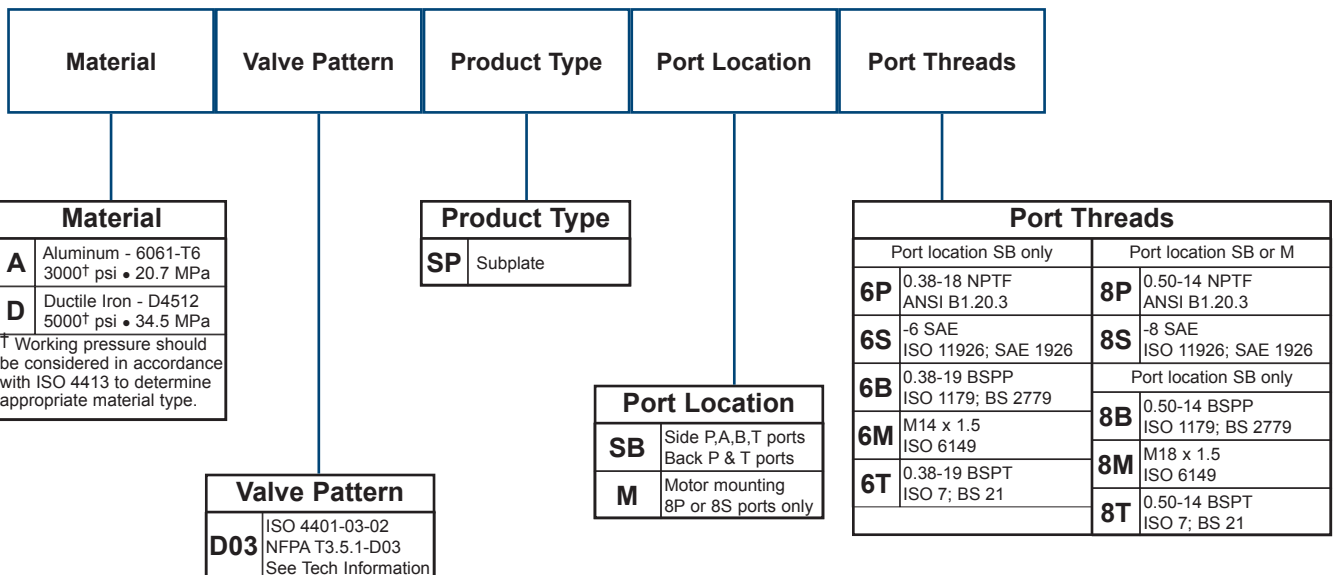 Material
Valve Pattern
Product Type
Port Location
Port Threads
Material
A
Aluminum - 6061-T6
3000† psi • 20.7 MPa
D
Ductile Iron - D4512
5000† psi • 34.5 MPa
† Working pressure should
be considered in accordance
with ISO 4413 to determine
appropriate material type.
Valve Pattern
D03
ISO 4401-03-02
NFPA T3.5.1-D03
See Tech Information
Product Type
SP
Subplate
Port Location
SB
Side P,A,B,T ports
Back P & T ports
M
Motor mounting
8P or 8S ports only
Port Threads
Port location SB only
6P
0.38-18 NPTF
ANSI B1.20.3
6S
-6 SAE
ISO 11926; SAE 1926
6B
0.38-19 BSPP
ISO 1179; BS 2779
6M
M14 x 1.5
ISO 6149
6T
0.38-19 BSPT
ISO 7; BS 21
Port location SB or M
8P
0.50-14 NPTF
ANSI B1.20.3
8S
-8 SAE
ISO 11926; SAE 1926
Port location SB only
8B
0.50-14 BSPP
ISO 1179; BS 2779
8M
M18 x 1.5
ISO 6149
8T
0.50-14 BSPT
ISO 7; BS 21